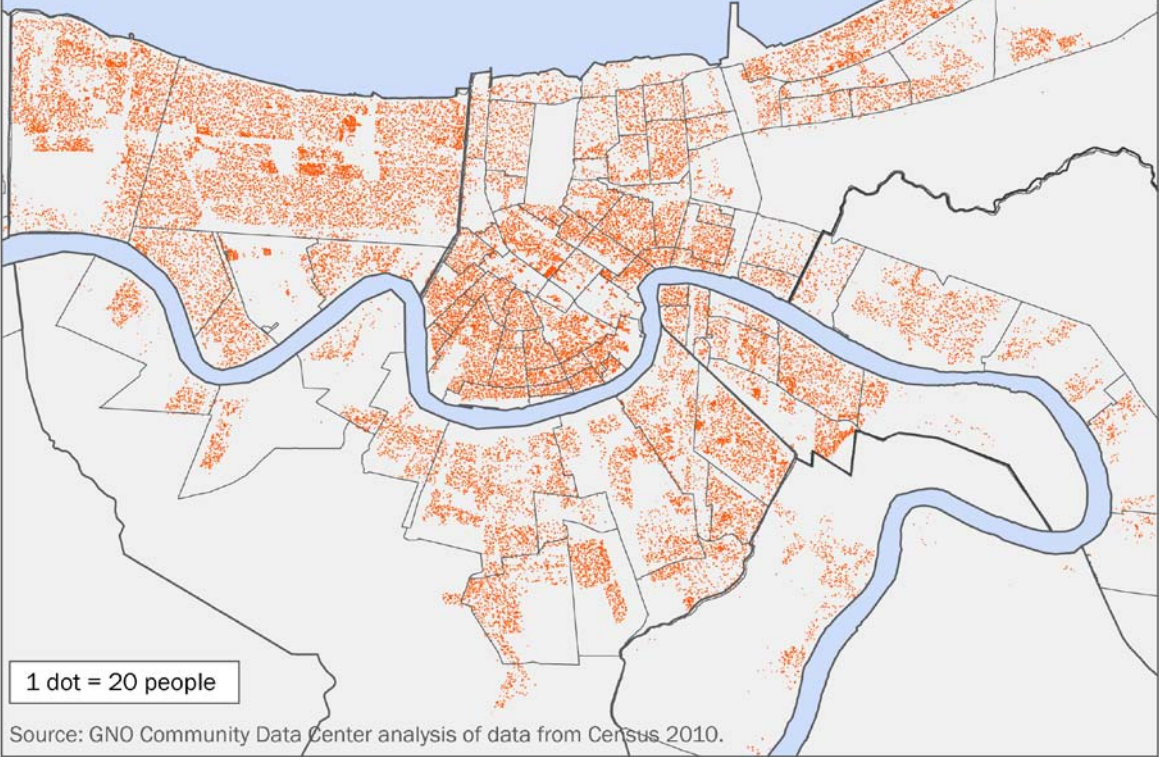 1 dot = 20 people
Source: GNO Community Data Center analysis of data from Census 2010.